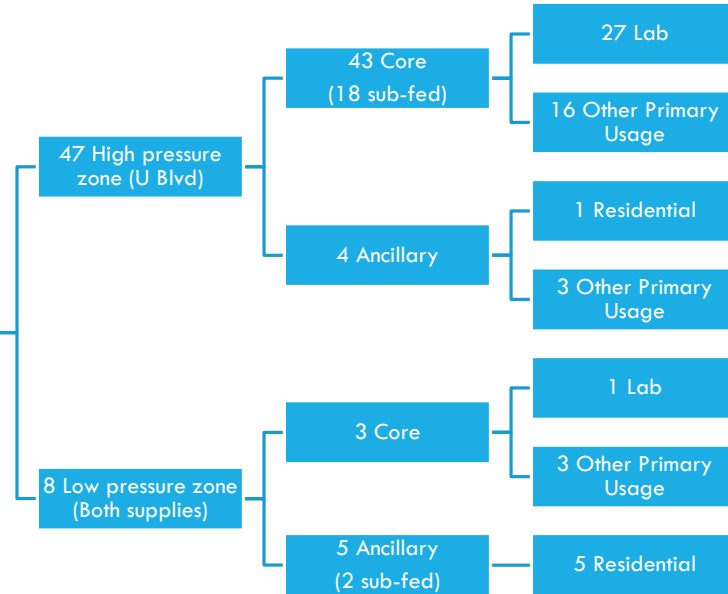 27 Lab
43 Core
(18 sub-fed)
16 Other Primary
Usage
47 High pressure
zone (U Blvd)
1 Residential
4 Ancillary
3 Other Primary
Usage
1 Lab
3 Core
3 Other Primary
Usage
8 Low pressure zone
(Both supplies)
5 Ancillary
(2 sub-fed)
5 Residential